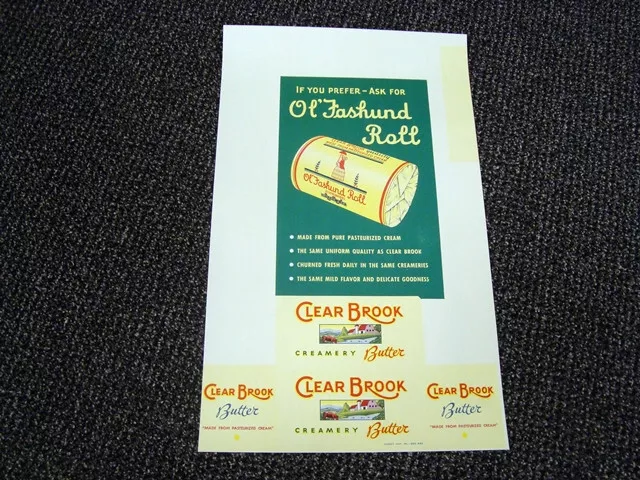 IF YOU PREFER - ASK FOR
Ol' Fashund
Roll
Ol' Fashund Roll
MADE FROM PURE PASTEURIZED CREAM
THE SAME UNIFORM QUALITY AS CLEAR BROOK
CHURNED FRESH DAILY IN THE SAME CREAMERIES
THE SAME MILD FLAVOR AND DELICATE GOODNESS
CLEAR BROOK
CREAMERY Butter
CLEAR BROOK
Butter
"MADE FROM PASTEURIZED CREAM"
CLEAR BROOK
CREAMERY Butter
CLEAR BROOK
Butter
"MADE FROM PASTEURIZED CREAM"